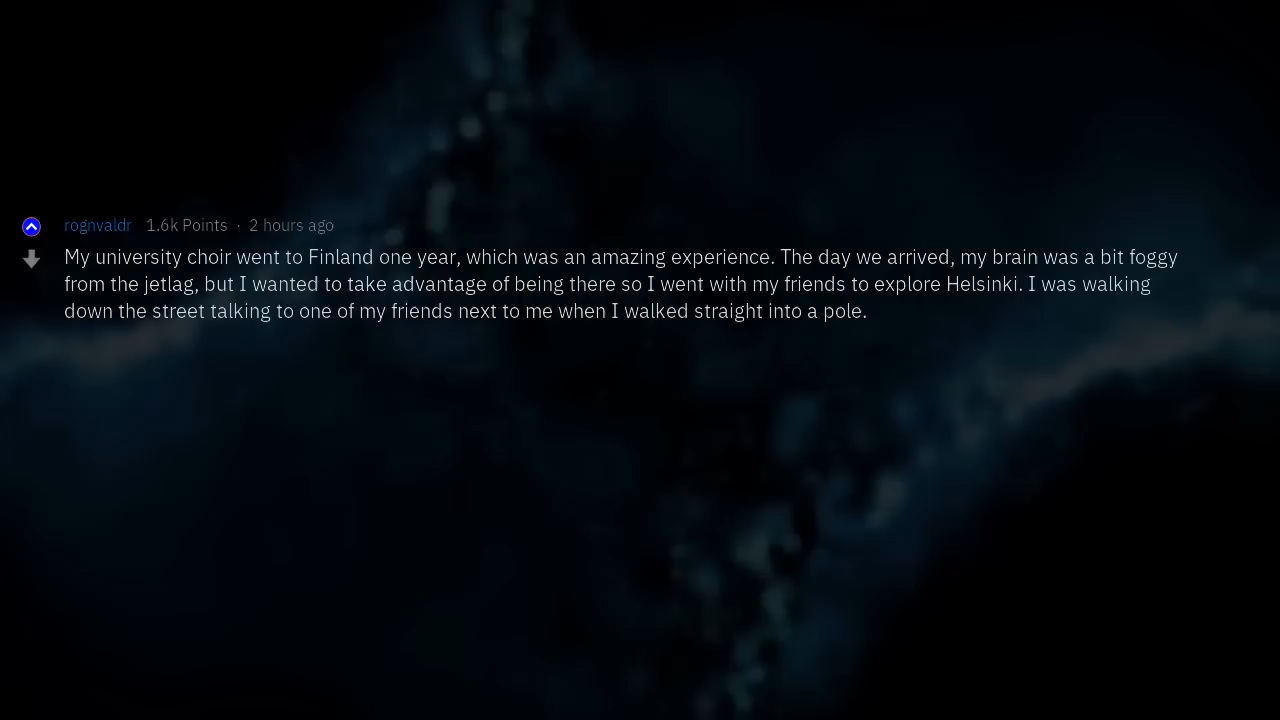 rognvaldr 1.6k Points · 2 hours ago
My university choir went to Finland one year, which was an amazing experience. The day we arrived, my brain was a bit foggy
from the jetlag, but I wanted to take advantage of being there so I went with my friends to explore Helsinki. I was walking
down the street talking to one of my friends next to me when I walked straight into a pole.